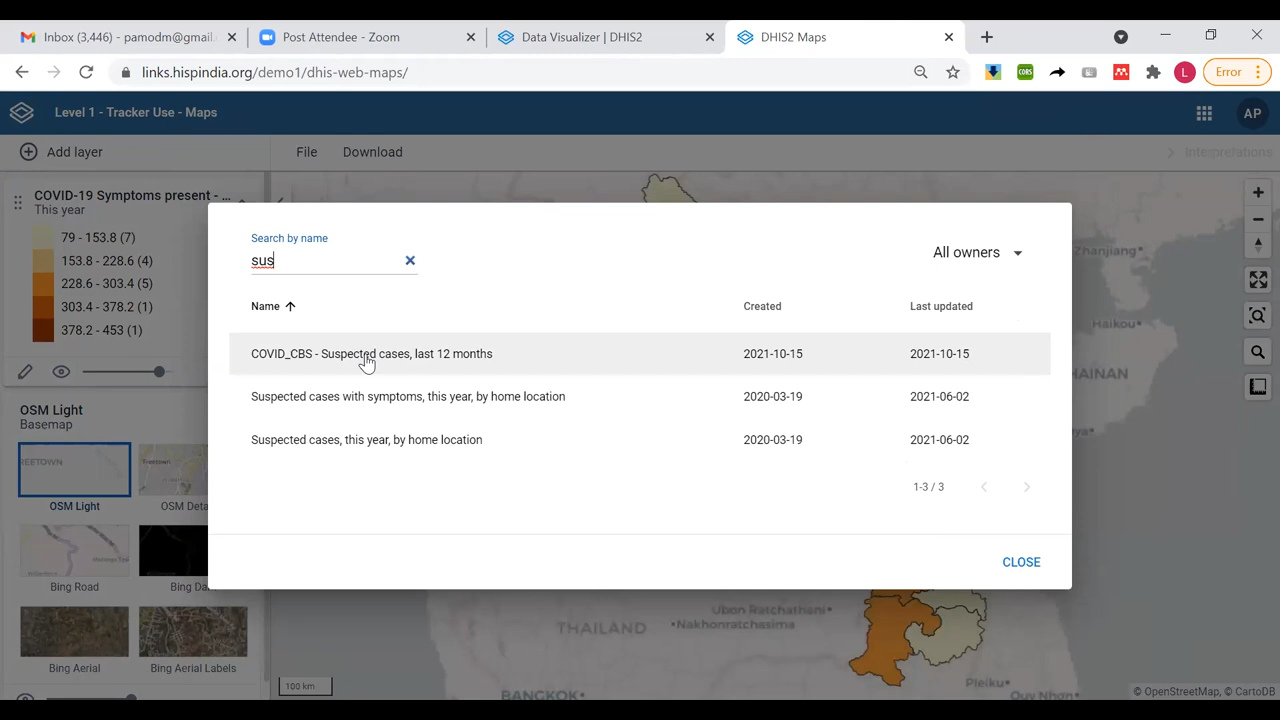 Inbox (3,446) - pamodm@gmail.
Post Attendee - Zoom
Data Visualizer | DHIS2
DHIS2 Maps
links.hispindia.org/demo1/dhis-web-maps/
CORS
L
Error
Level 1 - Tracker Use - Maps
AP
Add layer
File
Download
Interpretations
COVID-19 Symptoms present - ...
This year
79 - 153.8 (7)
153.8 - 228.6 (4)
228.6 - 303.4 (5)
303.4 - 378.2 (1)
378.2 - 453 (1)
OSM Light
Basemap
REETOWN
OSM Light
OSM Deta
Bing Road
Bing Da
Bing Aerial
Bing Aerial Labels
Search by name
sus
All owners
Name
Created
Last updated
COVID_CBS - Suspected cases, last 12 months
2021-10-15
2021-10-15
Suspected cases with symptoms, this year, by home location
2020-03-19
2021-06-02
Suspected cases, this year, by home location
2020-03-19
2021-06-02
1-3 / 3
CLOSE
Zhanjiang
Haikou
HAINAN
Ubon Ratchathani
THAILAND
Nakhonratchasima
BANGKOK
Pleiku
Quy Nhon
100 km
© OpenStreetMap, © CartoDB